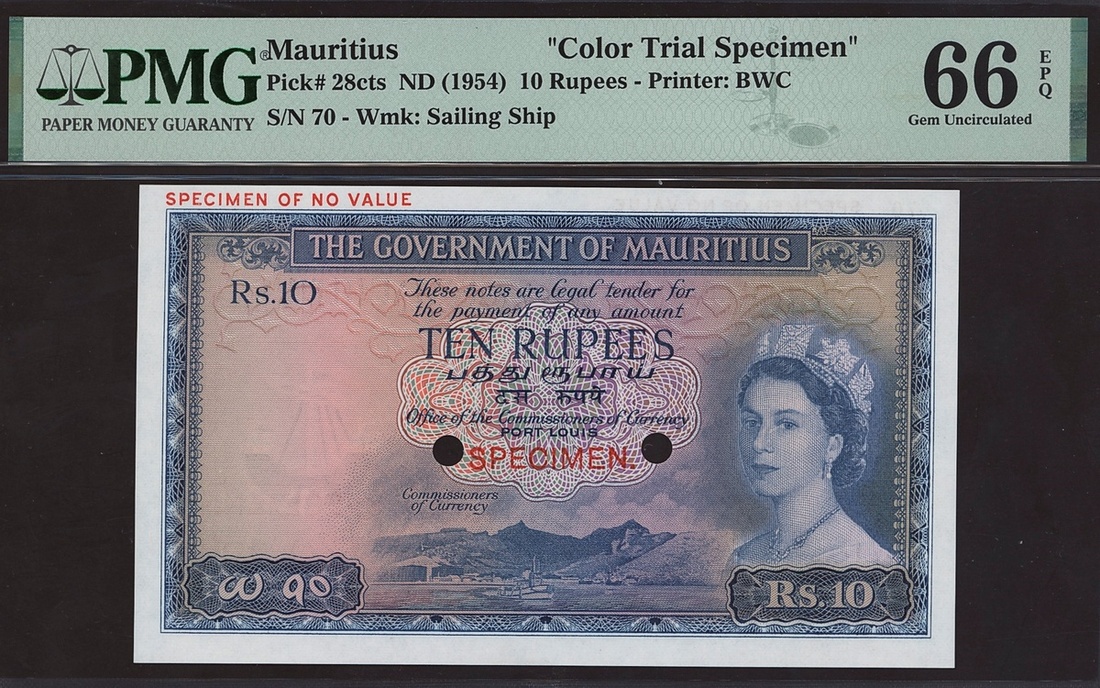 PMG®
PAPER MONEY GUARANTY
Mauritius "Color Trial Specimen"
Pick# 28cts ND (1954) 10 Rupees - Printer: BWC
S/N 70 - Wmk: Sailing Ship
66 EPQ
Gem Uncirculated
SPECIMEN OF NO VALUE
THE GOVERNMENT OF MAURITIUS
Rs.10
These notes are legal tender for
the payment of any amount
TEN RUPEES
பத்து ரூபாய
दस रुपये
Office of the Commissioners of Currency
PORT LOUIS
SPECIMEN.
Commissioners
of Currency
Rs.10